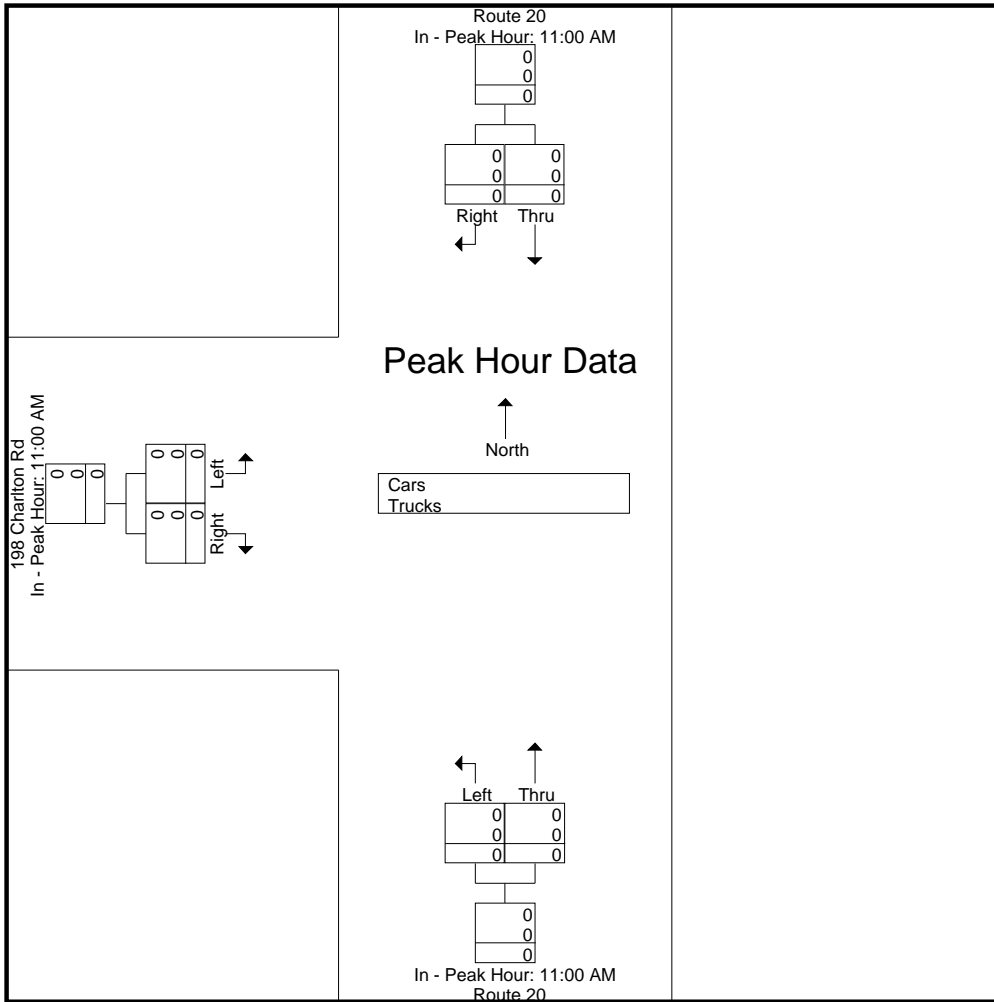 Route 20
In - Peak Hour: 11:00 AM
0
0
0
0 0
0 0
0 0
Right Thru
Peak Hour Data
North
Cars
Trucks
198 Charlton Rd
In - Peak Hour: 11:00 AM
0 0 0
0 0 0
Left
0 0 0
Right
Left Thru
0 0
0 0
0 0
0
0
0
In - Peak Hour: 11:00 AM
Route 20